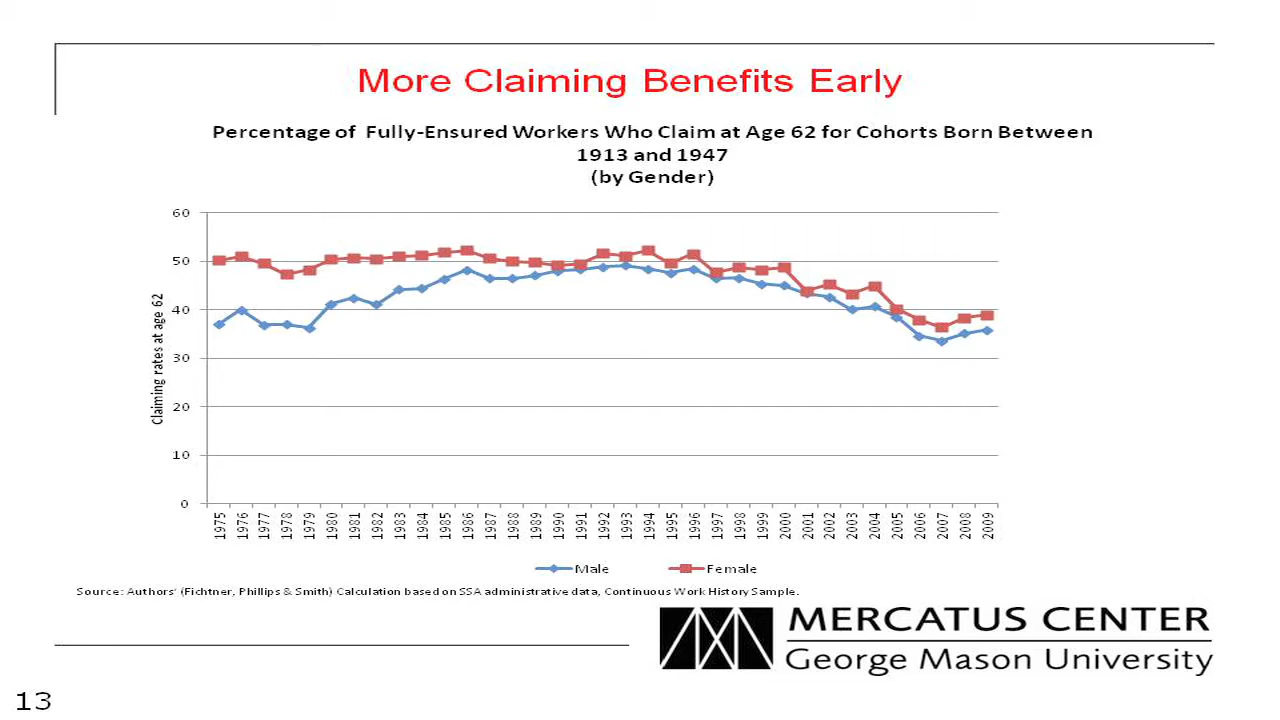 More Claiming Benefits Early
Percentage of Fully-Ensured Workers Who Claim at Age 62 for Cohorts Born Between
1913 and 1947
(by Gender)
60
50
40
30
20
10
0
Claiming rates at age 62
1975 1976 1977 1978 1979 1980 1981 1982 1983 1984 1985 1986 1987 1988 1989 1990 1991 1992 1993 1994 1995 1996 1997 1998 1999 2000 2001 2002 2003 2004 2005 2006 2007 2008 2009
Male Female
Source: Authors' (Fichtner, Phillips & Smith) Calculation based on SSA administrative data, Continuous Work History Sample.
MERCATUS CENTER
George Mason University
13